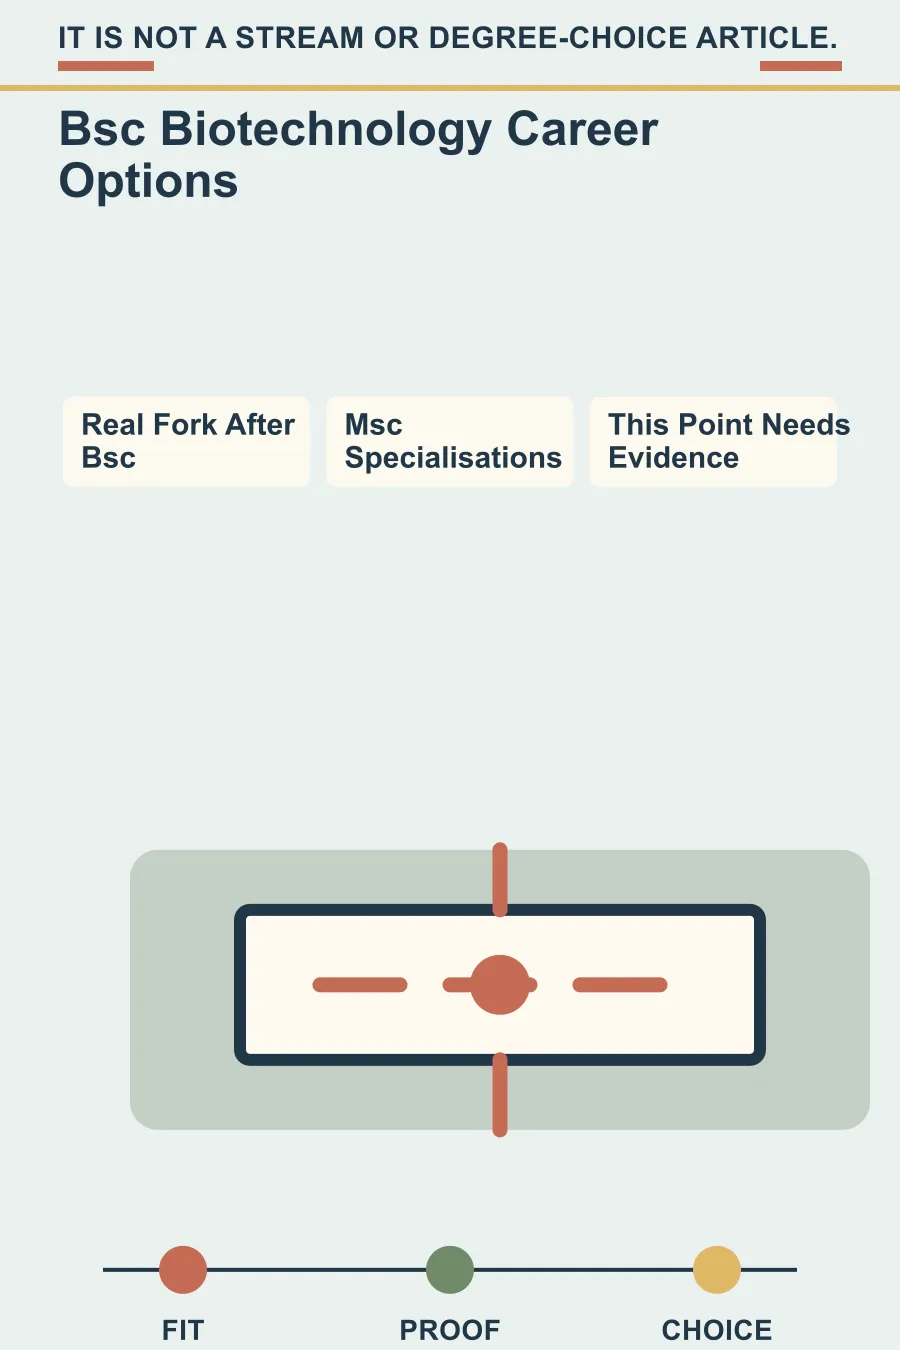 IT IS NOT A STREAM OR DEGREE-CHOICE ARTICLE.
Bsc Biotechnology Career
Options
Real Fork After
Bsc
Msc
Specialisations
This Point Needs
Evidence
FIT
PROOF
CHOICE